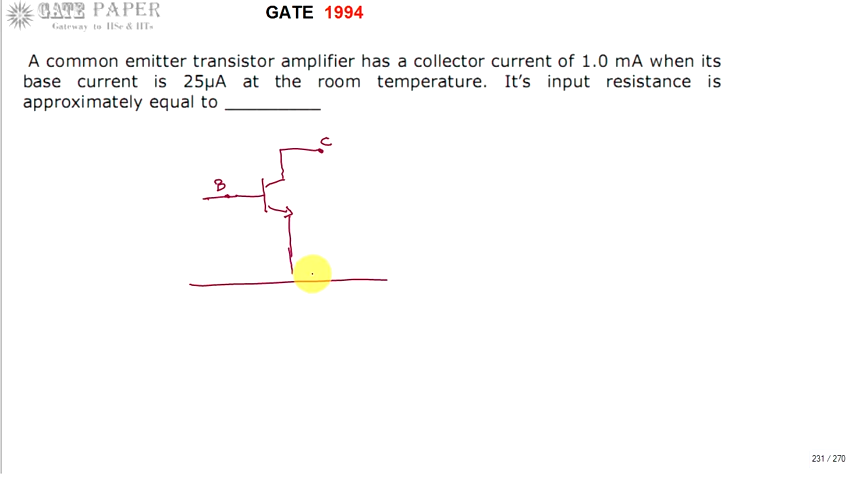 GATE PAPER
Gateway to IISc & IITs
GATE 1994
A common emitter transistor amplifier has a collector current of 1.0 mA when its
base current is 25µA at the room temperature. It's input resistance is
approximately equal to __________
C
B
231 / 270